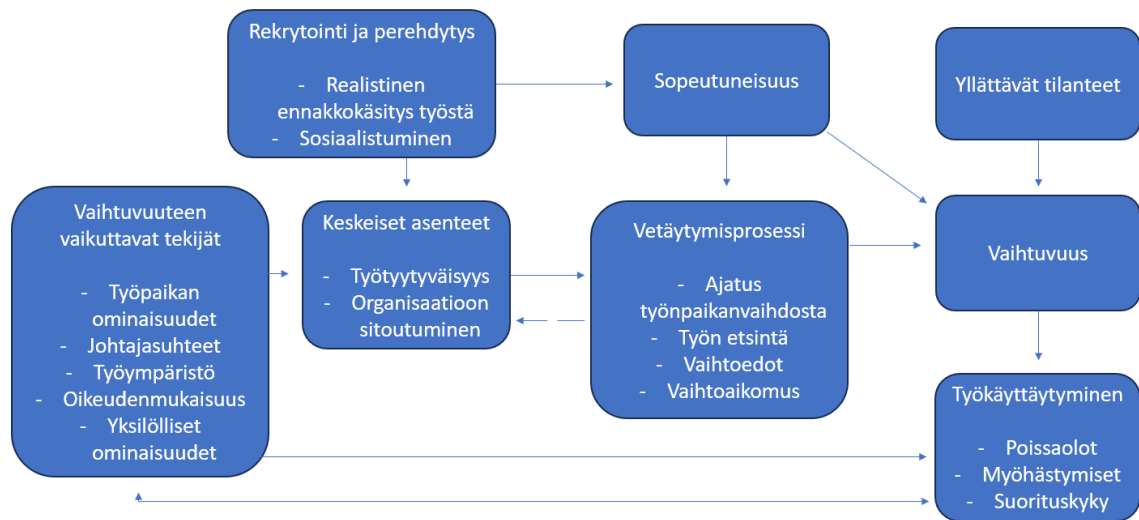 Rekrytointi ja perehdytys
- Realistinen
ennakkokäsitys työstä
- Sosiaalistuminen
Sopeutuneisuus
Yllättävät tilanteet
Vaihtuvuuteen
vaikuttavat tekijät
- Työpaikan
ominaisuudet
- Johtajasuhteet
- Työympäristö
- Oikeudenmukaisuus
- Yksilölliset
ominaisuudet
Keskeiset asenteet
- Työtyytyväisyys
- Organisaatioon
sitoutuminen
Vetäytymisprosessi
- Ajatus
työnpaikanvaihdosta
- Työn etsintä
- Vaihtoedot
- Vaihtoaikomus
Vaihtuvuus
Työkäyttäytyminen
- Poissaolot
- Myöhästymiset
- Suorituskyky